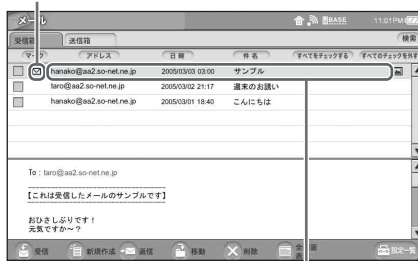 メール BASE 11:01PM
受信箱 送信箱 検索
マーク アドレス 日時 件名 すべてをチェックする すべてのチェックを外す
hanako@aa2.so-net.ne.jp 2005/03/03 03:00 サンプル
taro@aa2.so-net.ne.jp 2005/03/02 21:17 週末のお誘い
hanako@aa2.so-net.ne.jp 2005/03/01 18:40 こんにちは
To : taro@aa2.so-net.ne.jp
【これは受信したメールのサンプルです】
おひさしぶりです！
元気ですか～？
受信 新規作成 返信 移動 削除 全 画 表 設定一覧